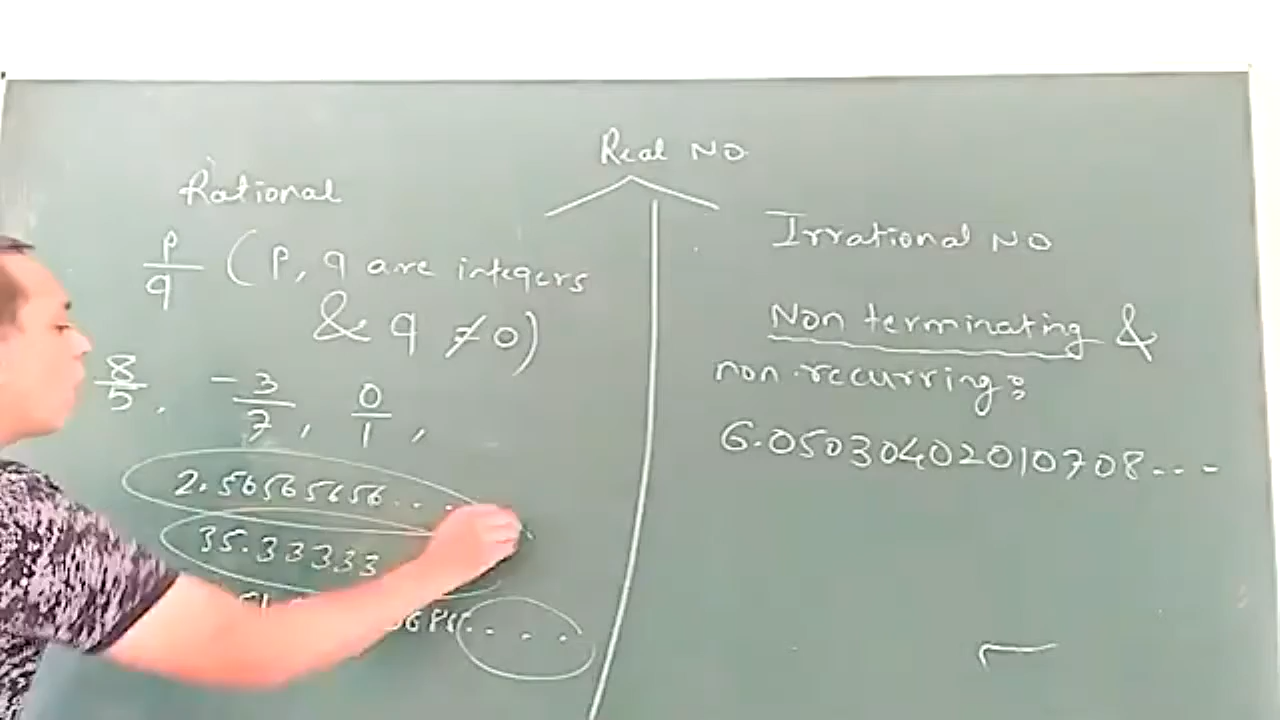 Real NO
Rational
p/q (p, q are integers
& q ≠ 0)
8/5, -3/7, 0/1,
2.56565656...
35.33333
Irrational NO
Non terminating &
non-recurring:
6.05030402010708...